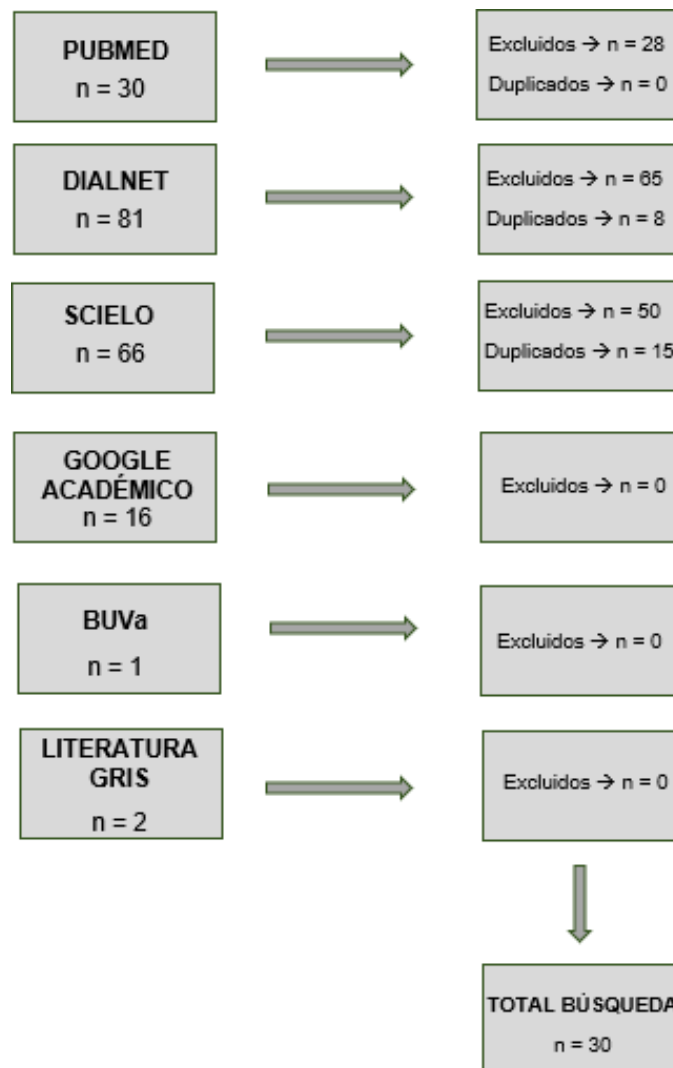 PUBMED
n = 30
Excluidos → n = 28
Duplicados → n = 0
DIALNET
n = 81
Excluidos → n = 65
Duplicados → n = 8
SCIELO
n = 66
Excluidos → n = 50
Duplicados → n = 15
GOOGLE
ACADÉMICO
n = 16
Excluidos → n = 0
BUVa
n = 1
Excluidos → n = 0
LITERATURA
GRIS
n = 2
Excluidos → n = 0
TOTAL BÚSQUEDA
n = 30